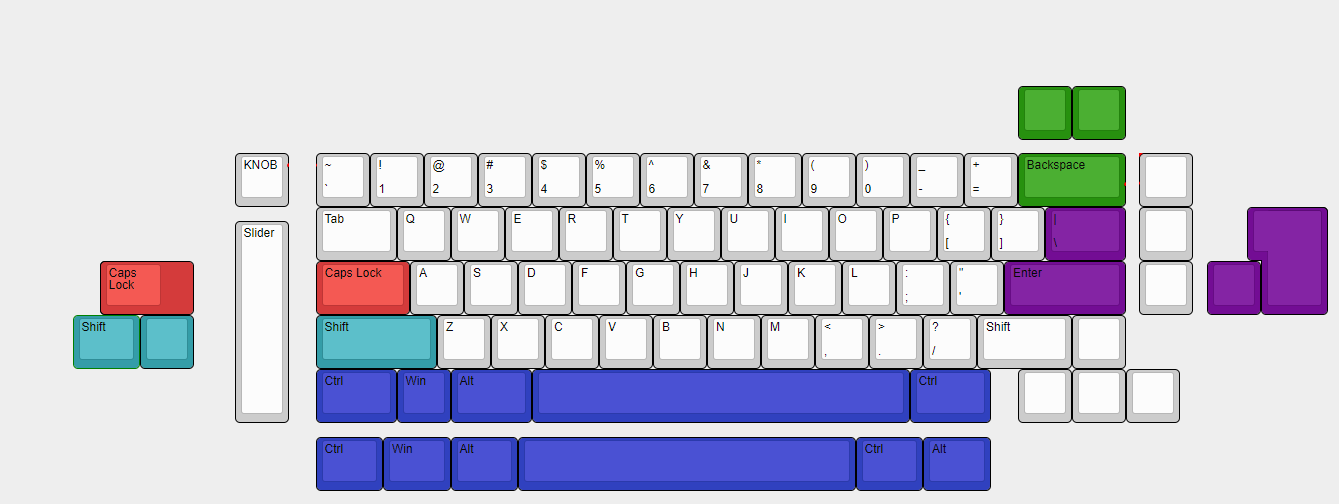 KNOB
~ ! @ # $ % ^ & * ( ) _ + Backspace
` 1 2 3 4 5 6 7 8 9 0 - =
Tab Q W E R T Y U I O P { } |
[ ] \
Slider
Caps
Lock
Caps Lock A S D F G H J K L : " Enter
; '
Shift
Shift Z X C V B N M < > ? Shift
, . /
Ctrl Win Alt Ctrl
Ctrl Win Alt Ctrl Alt